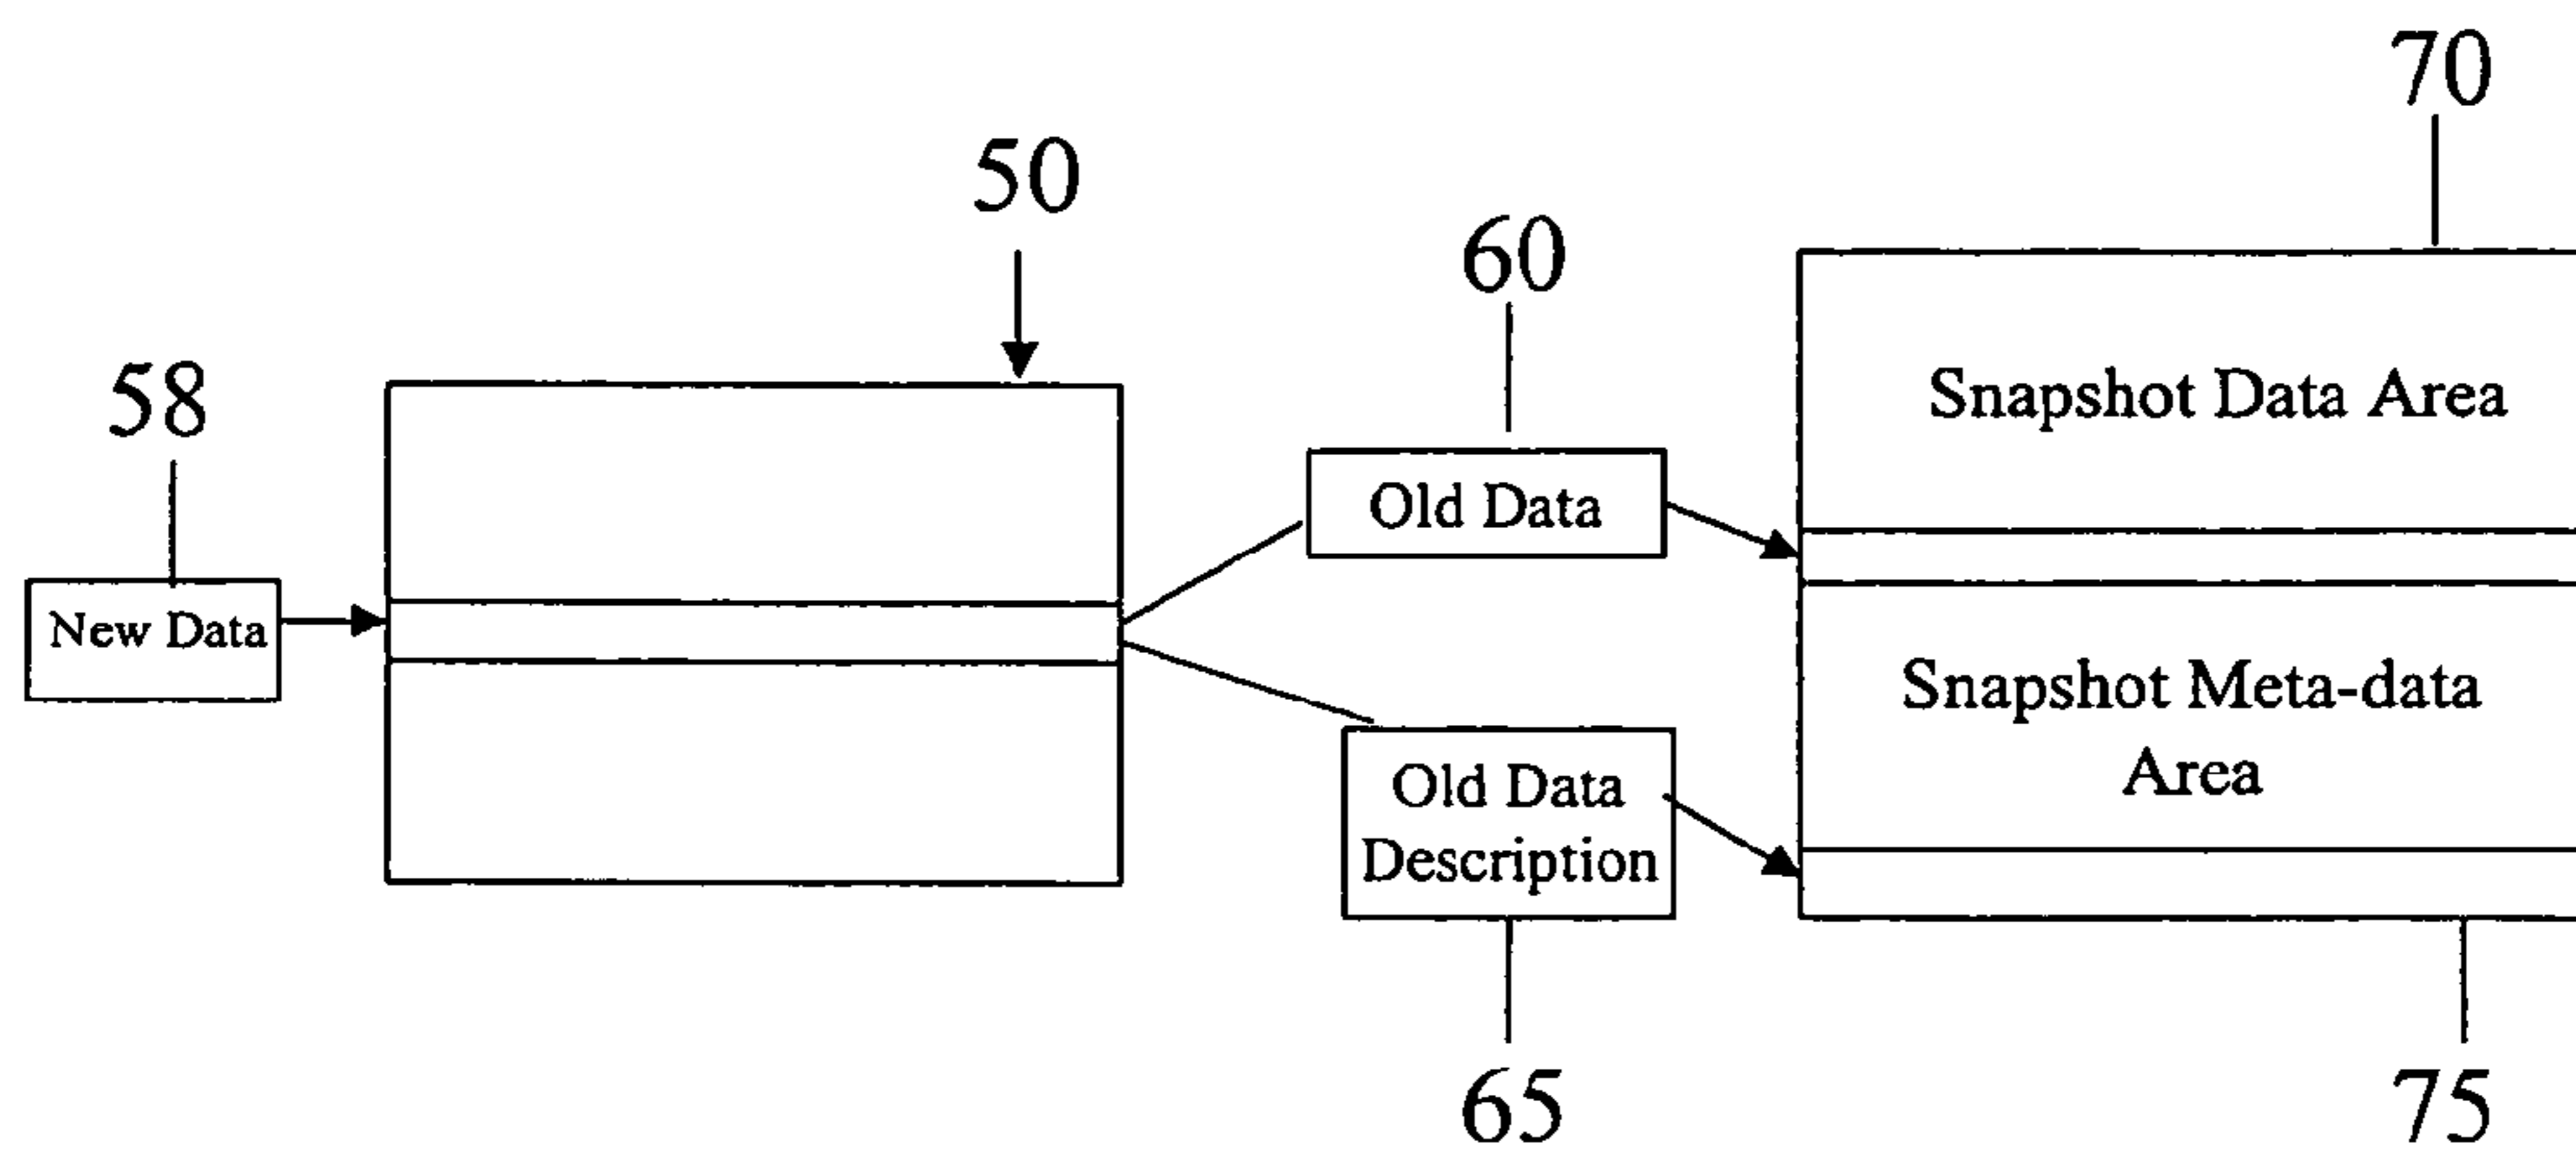 70
50
60
58
Snapshot Data Area
Old Data
New Data
Snapshot Meta-data
Area
Old Data
Description
65
75